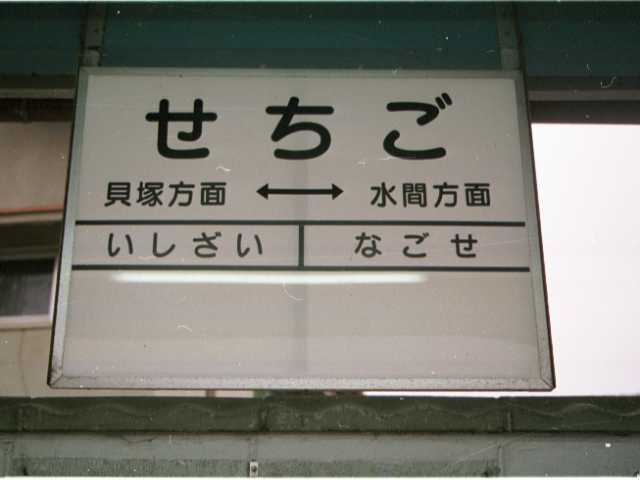 せちご
貝塚方面 ↔ 水間方面
いしざい なごせ